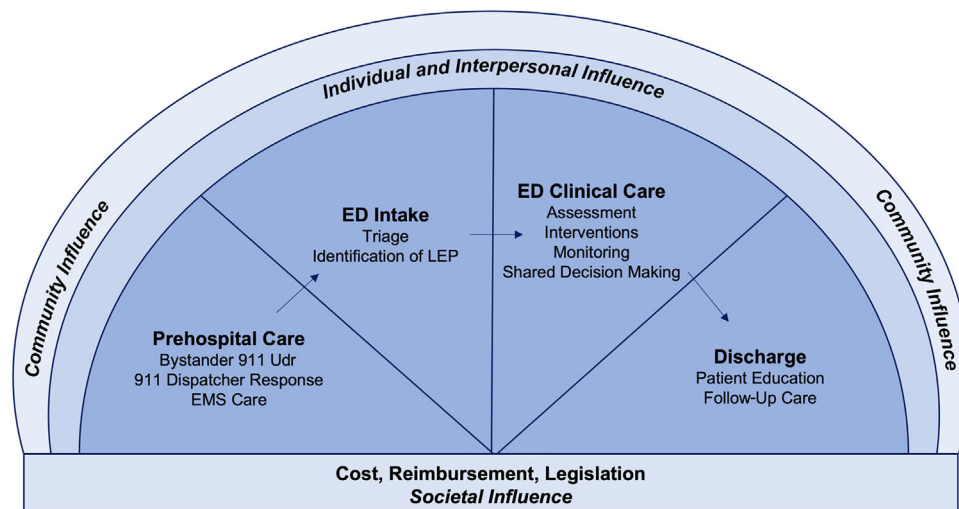 Individual and Interpersonal Influence
Community Influence
Community Influence
Prehospital Care
Bystander 911 Udr
911 Dispatcher Response
EMS Care
ED Intake
Triage
Identification of LEP
ED Clinical Care
Assessment
Interventions
Monitoring
Shared Decision Making
Discharge
Patient Education
Follow-Up Care
Cost, Reimbursement, Legislation
Societal Influence